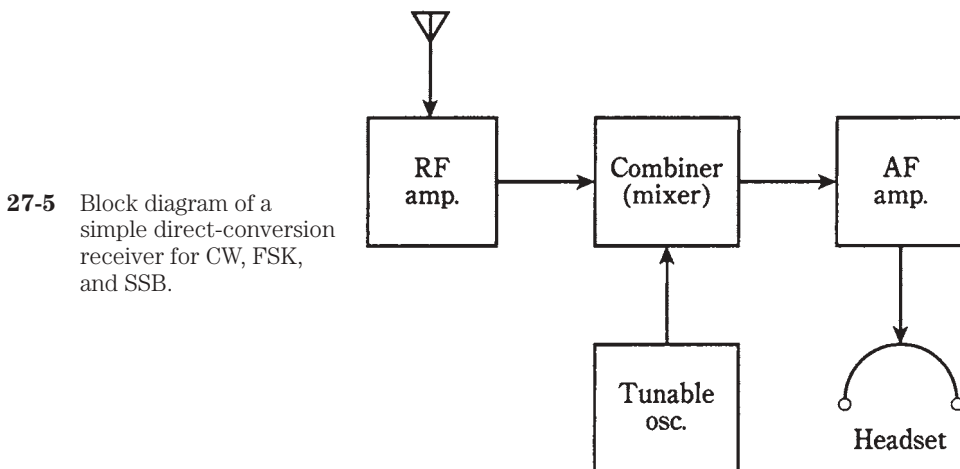 27-5 Block diagram of a
simple direct-conversion
receiver for CW, FSK,
and SSB.
RF
amp.
Combiner
(mixer)
AF
amp.
Tunable
osc.
Headset